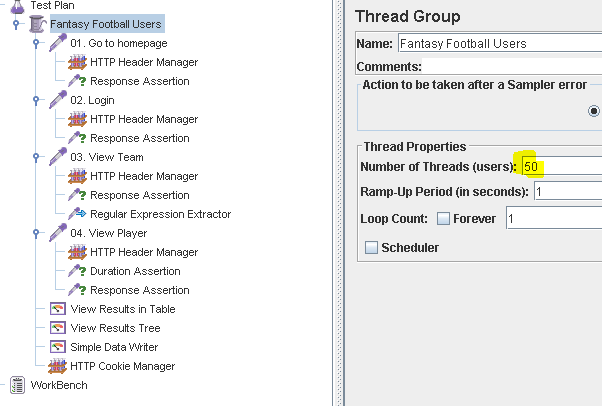 Test Plan
Fantasy Football Users
01. Go to homepage
HTTP Header Manager
Response Assertion
02. Login
HTTP Header Manager
Response Assertion
03. View Team
HTTP Header Manager
Response Assertion
Regular Expression Extractor
04. View Player
HTTP Header Manager
Duration Assertion
Response Assertion
View Results in Table
View Results Tree
Simple Data Writer
HTTP Cookie Manager
WorkBench
Thread Group
Name: Fantasy Football Users
Comments:
Action to be taken after a Sampler error
Thread Properties
Number of Threads (users): 50
Ramp-Up Period (in seconds): 1
Loop Count: Forever 1
Scheduler